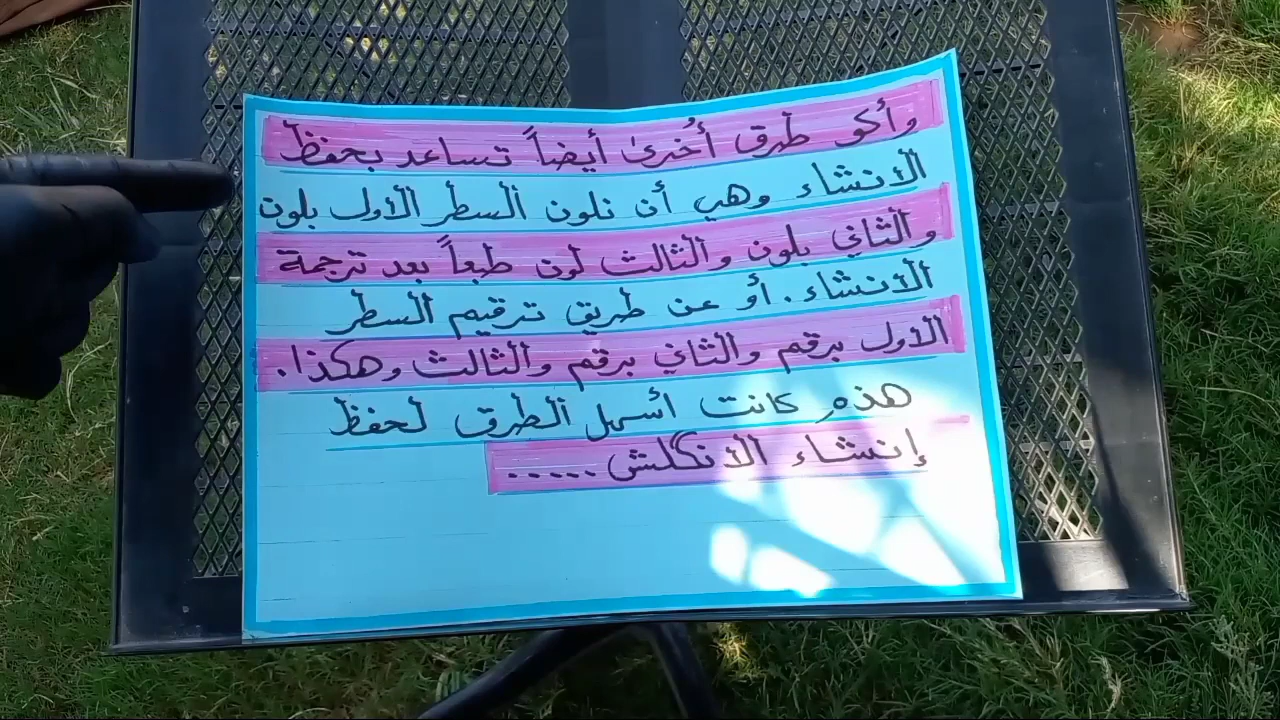 وأكو طرق أُخرى أيضاً تساعد بحفظ
الانشاء وهي أن نلون السطر الأول بلون
والثاني بلون والثالث لون طبعاً بعد ترجمة
الانشاء. أو عن طريق ترقيم السطر
الاول برقم والثاني برقم والثالث وهكذا.
هذهِ كانت أسهل الطرق لحفظ
إنشاء الانكلش.....